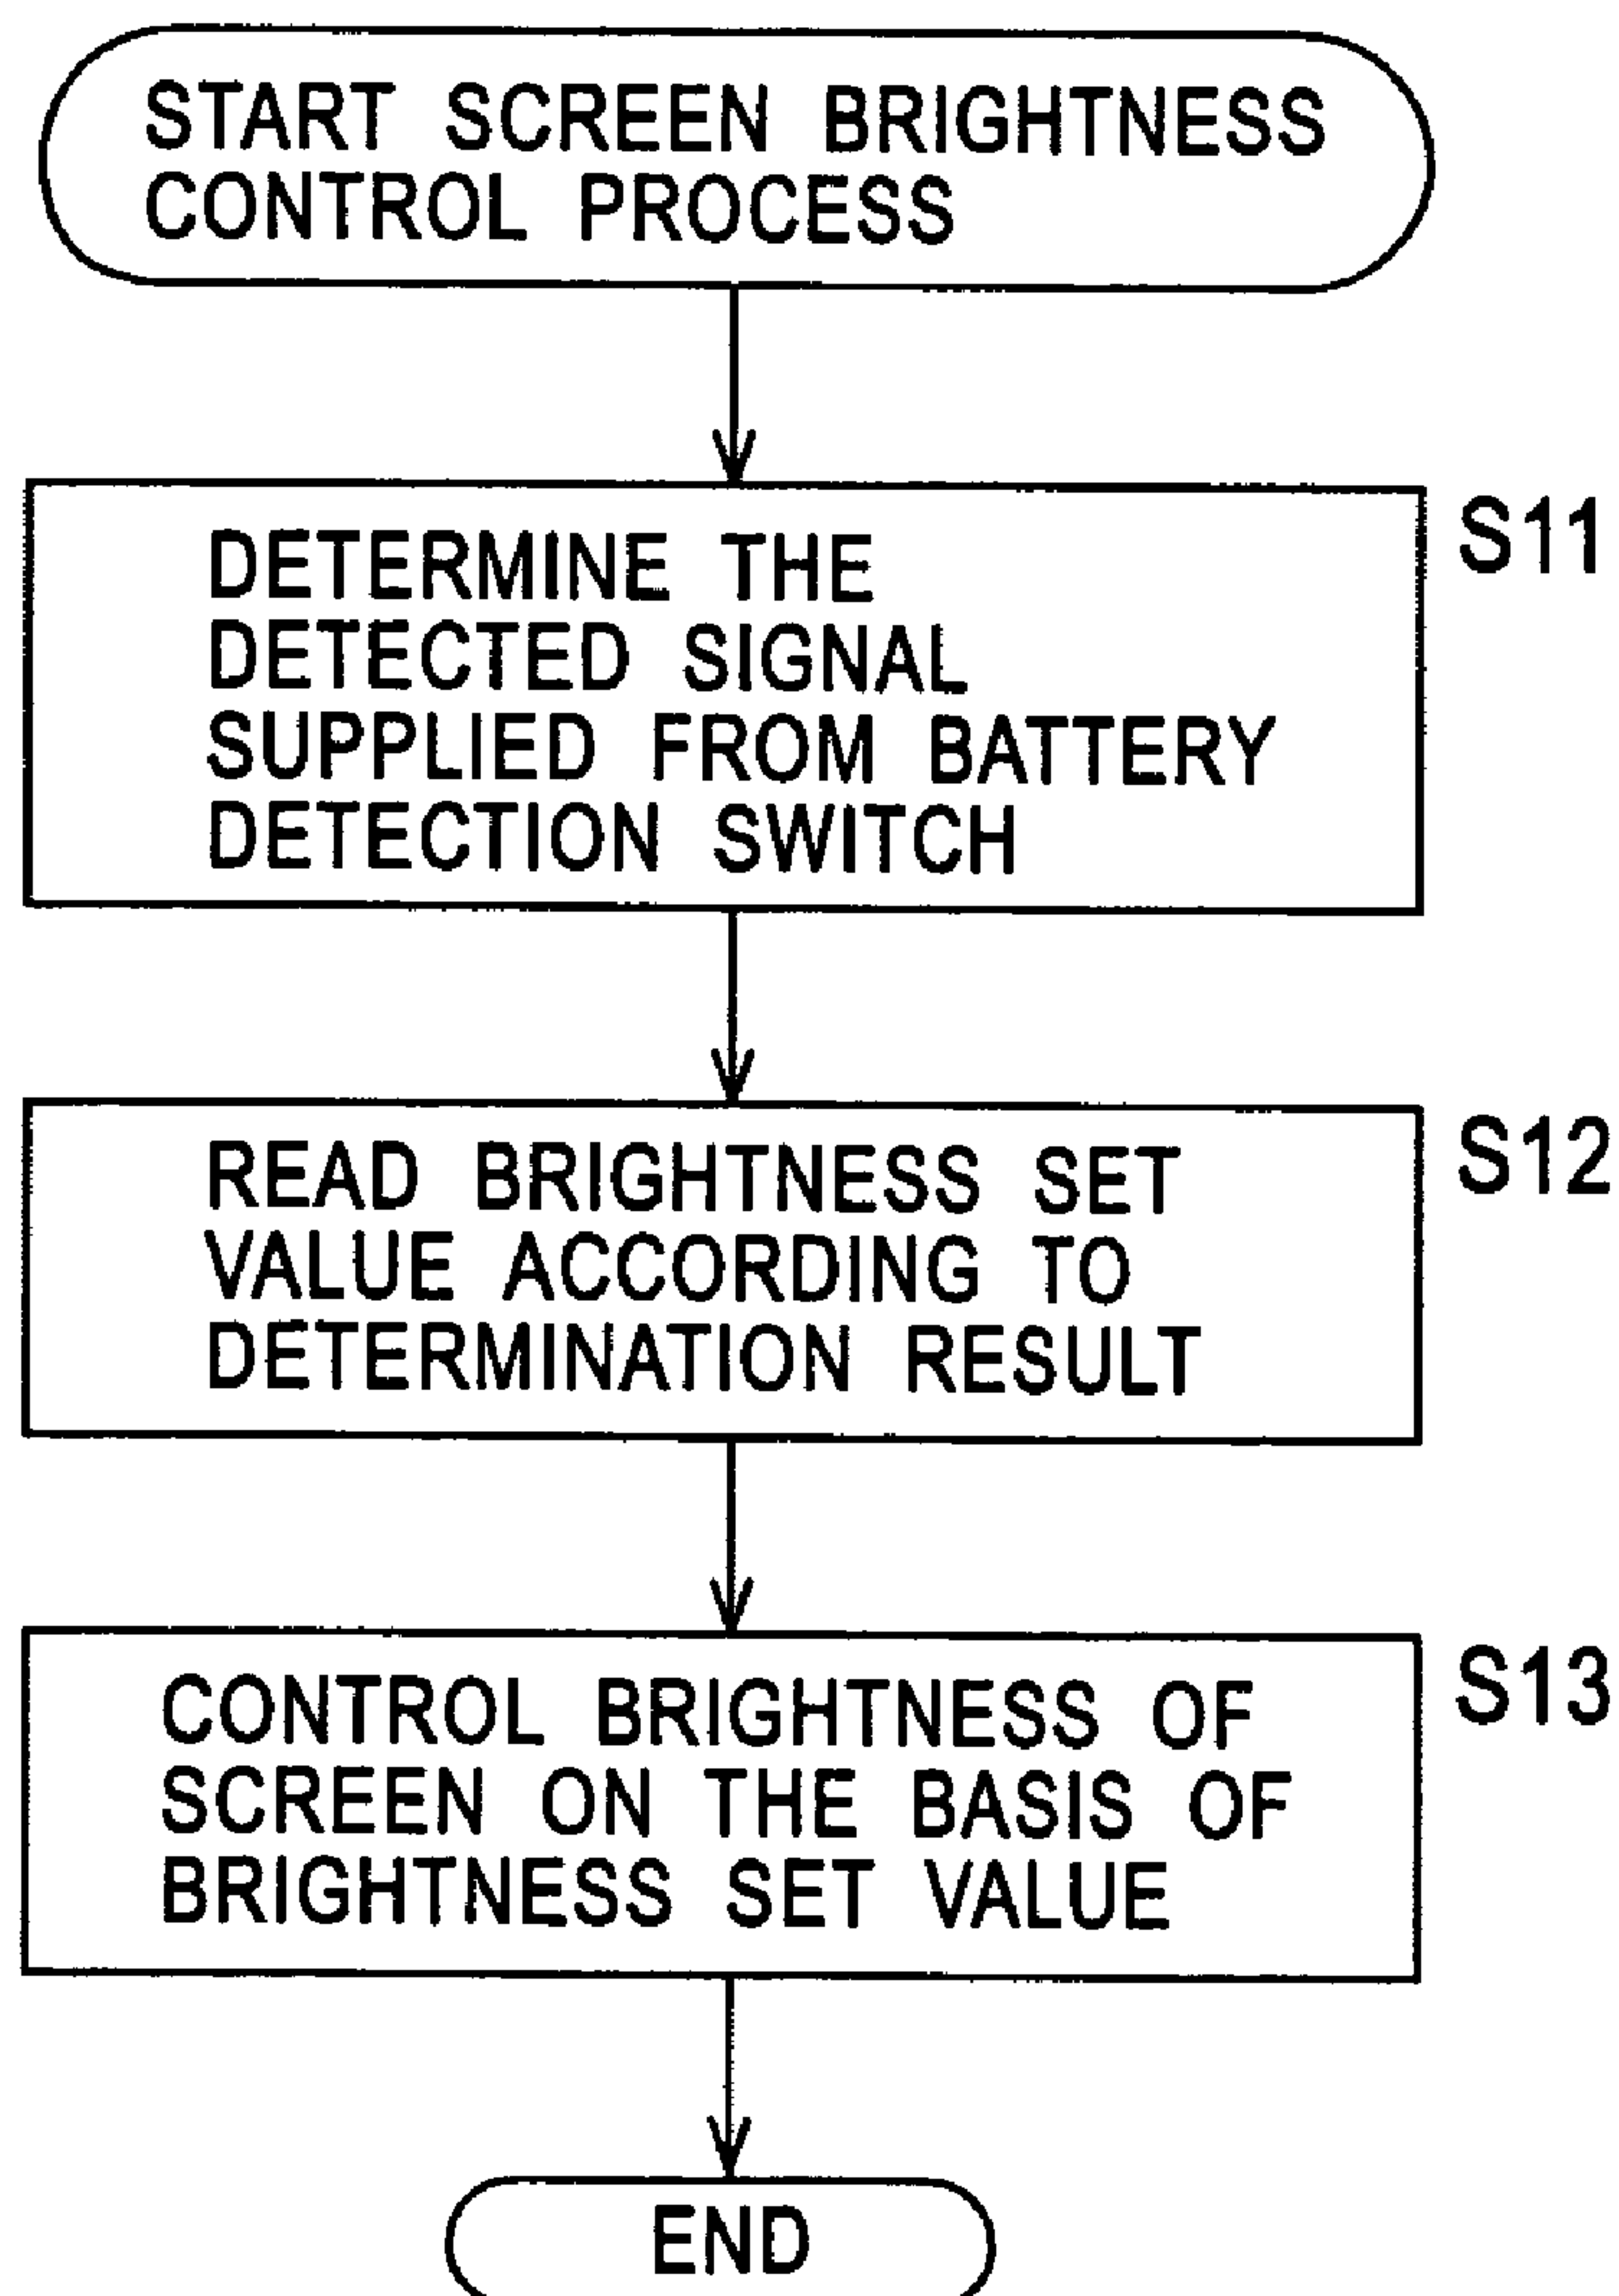 START SCREEN BRIGHTNESS
CONTROL PROCESS
S11
DETERMINE THE
DETECTED SIGNAL
SUPPLIED FROM BATTERY
DETECTION SWITCH
S12
READ BRIGHTNESS SET
VALUE ACCORDING TO
DETERMINATION RESULT
S13
CONTROL BRIGHTNESS OF
SCREEN ON THE BASIS OF
BRIGHTNESS SET VALUE
END